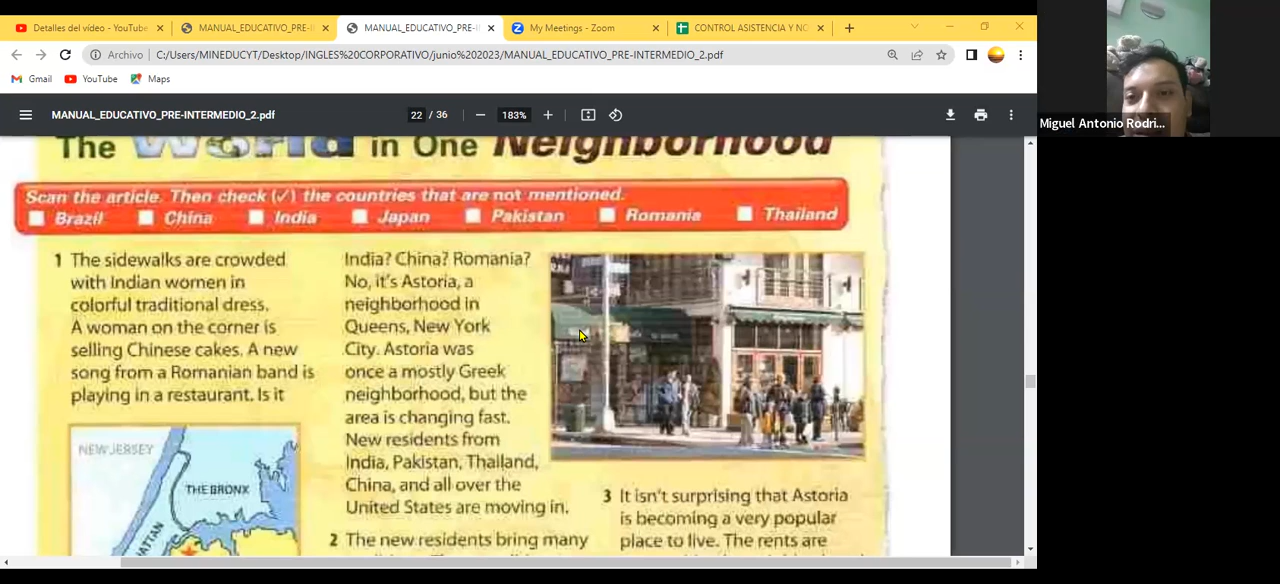 Detalles del vídeo - YouTube
MANUAL_EDUCATIVO_PRE-INTERMEDIO
MANUAL_EDUCATIVO_PRE-I
My Meetings - Zoom
CONTROL ASISTENCIA Y NO
Archivo
C:/Users/MINEDUCYT/Desktop/INGLES%20CORPORATIVO/junio%202023/MANUAL_EDUCATIVO_PRE-INTERMEDIO_2.pdf
Gmail
YouTube
Maps
MANUAL_EDUCATIVO_PRE-INTERMEDIO_2.pdf
22 / 36
183%
Miguel Antonio Rodri...
The World in One Neighborhood
Scan the article. Then check (✓) the countries that are not mentioned.
Brazil China India Japan Pakistan Romania Thailand
1 The sidewalks are crowded
with Indian women in
colorful traditional dress.
A woman on the corner is
selling Chinese cakes. A new
song from a Romanian band is
playing in a restaurant. Is it
India? China? Romania?
No, it's Astoria, a
neighborhood in
Queens, New York
City. Astoria was
once a mostly Greek
neighborhood, but the
area is changing fast.
New residents from
India, Pakistan, Thailand,
China, and all over the
United States are moving in.
2 The new residents bring many
3 It isn't surprising that Astoria
is becoming a very popular
place to live. The rents are
NEW JERSEY
THE BRONX
HATTAN